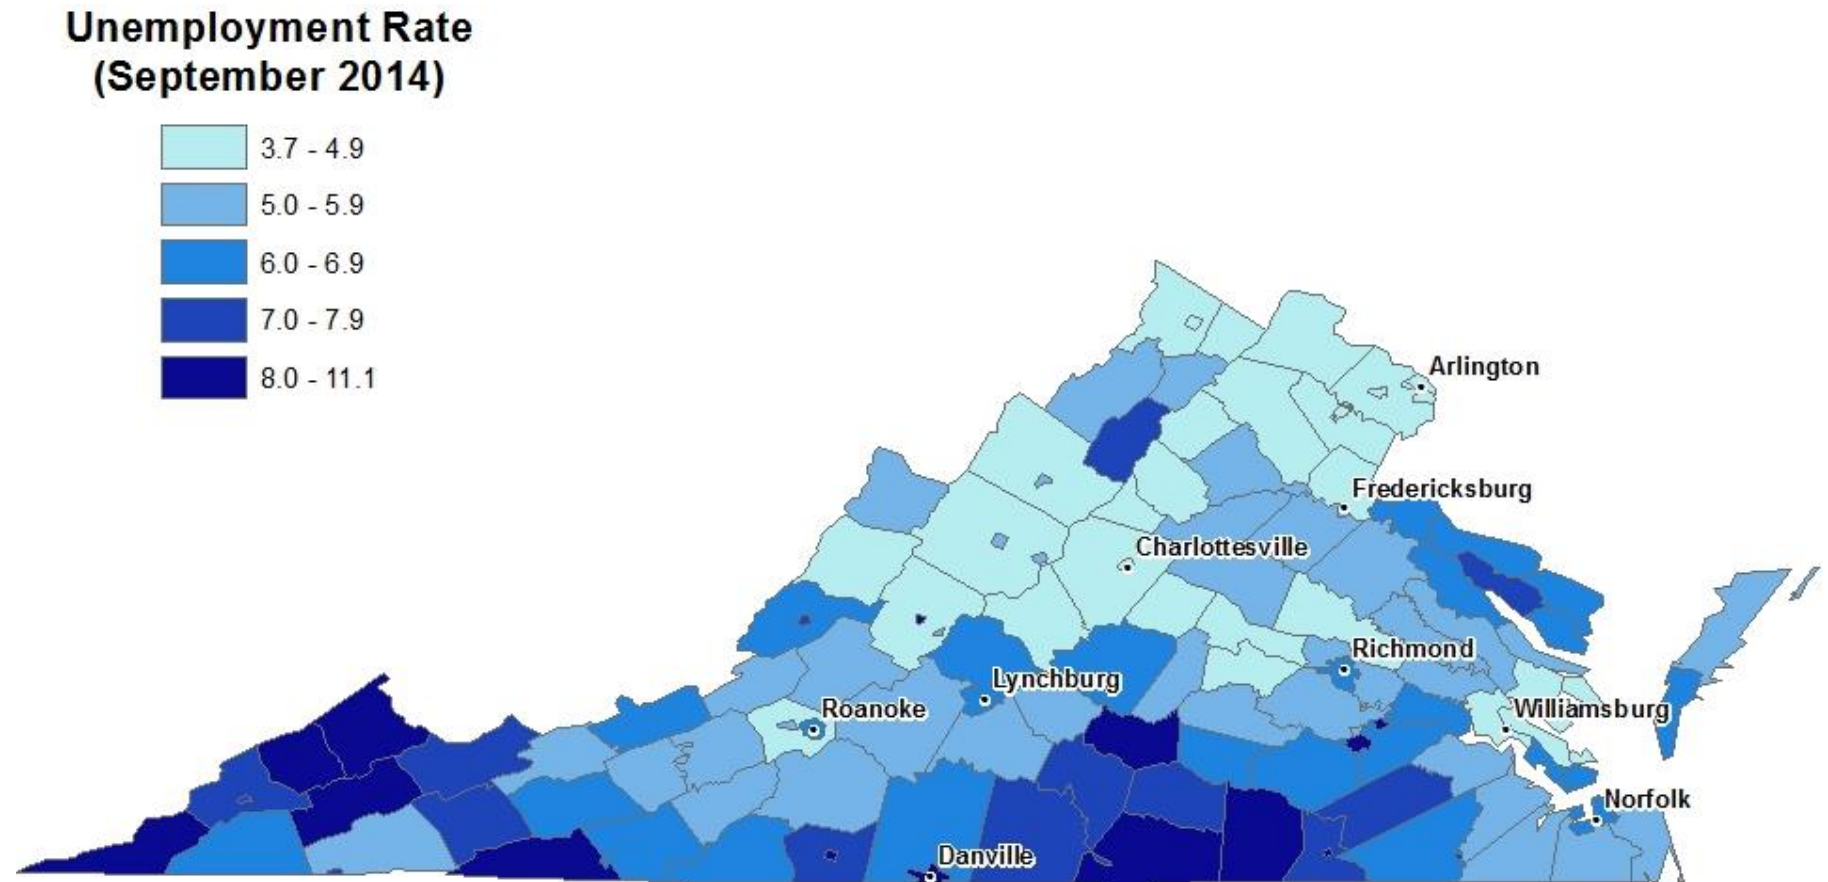 Unemployment Rate
(September 2014)
3.7 - 4.9
5.0 - 5.9
6.0 - 6.9
7.0 - 7.9
8.0 - 11.1
Arlington
Fredericksburg
Charlottesville
Richmond
Lynchburg
Roanoke
Williamsburg
Norfolk
Danville